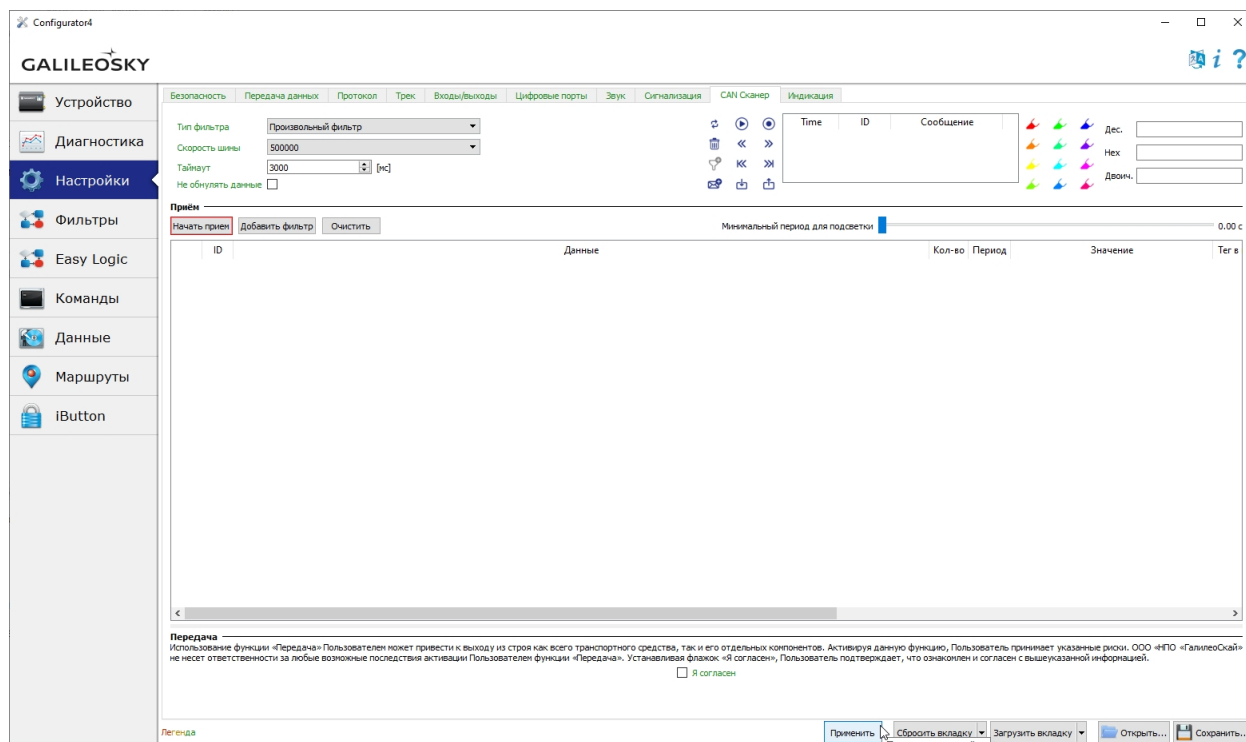 Configurator4
GALILEOSKY
i ?
Устройство
Диагностика
Настройки
Фильтры
Easy Logic
Команды
Данные
Маршруты
iButton
Безопасность Передача данных Протокол Трек Входы/выходы Цифровые порты Звук Сигнализация CAN Сканер Индикация
Тип фильтра Произвольный фильтр
Скорость шины 500000
Таймаут 3000 [мс]
Не обнулять данные
Time ID Сообщение
Дес.
Hex
Двоич.
Приём
Начать прием Добавить фильтр Очистить Минимальный период для подсветки 0.00 с
ID Данные Кол-во Период Значение Тег в
Передача
Использование функции «Передача» Пользователем может привести к выходу из строя как всего транспортного средства, так и его отдельных компонентов. Активируя данную функцию, Пользователь принимает указанные риски. ООО «НПО «ГалилеоСкай»
не несет ответственности за любые возможные последствия активации Пользователем функции «Передача». Устанавливая флажок «Я согласен», Пользователь подтверждает, что ознакомлен и согласен с вышеуказанной информацией.
Я согласен
Легенда
Применить Сбросить вкладку Загрузить вкладку Открыть... Сохранить..